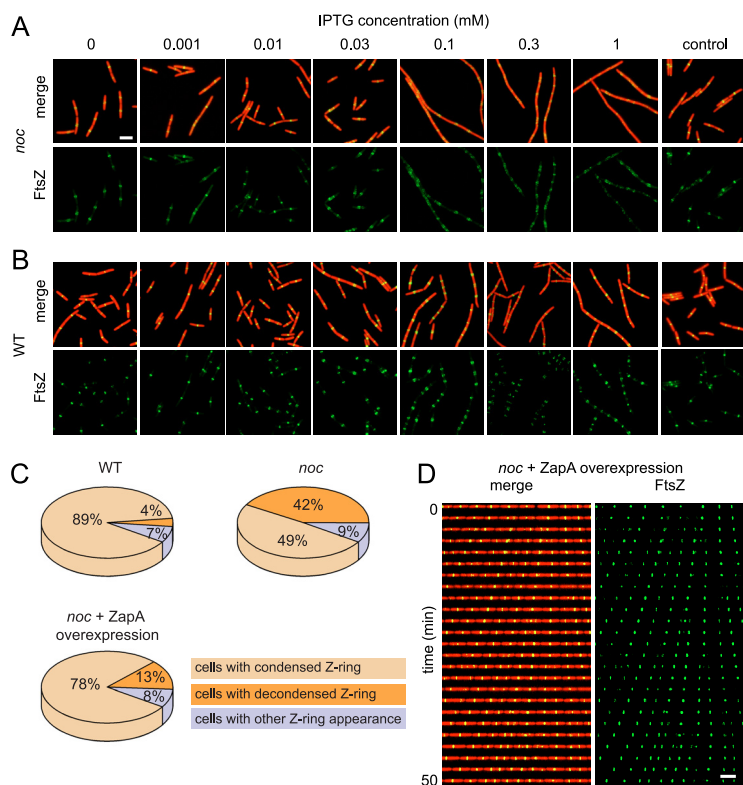 A
IPTG concentration (mM)
0 0.001 0.01 0.03 0.1 0.3 1 control
noc
merge
FtsZ
B
WT
merge
FtsZ
C
WT
89%
4%
7%
noc
42%
49%
9%
noc + ZapA
overexpression
78%
13%
8%
cells with condensed Z-ring
cells with decondensed Z-ring
cells with other Z-ring appearance
D
noc + ZapA overexpression
merge FtsZ
0
time (min)
50